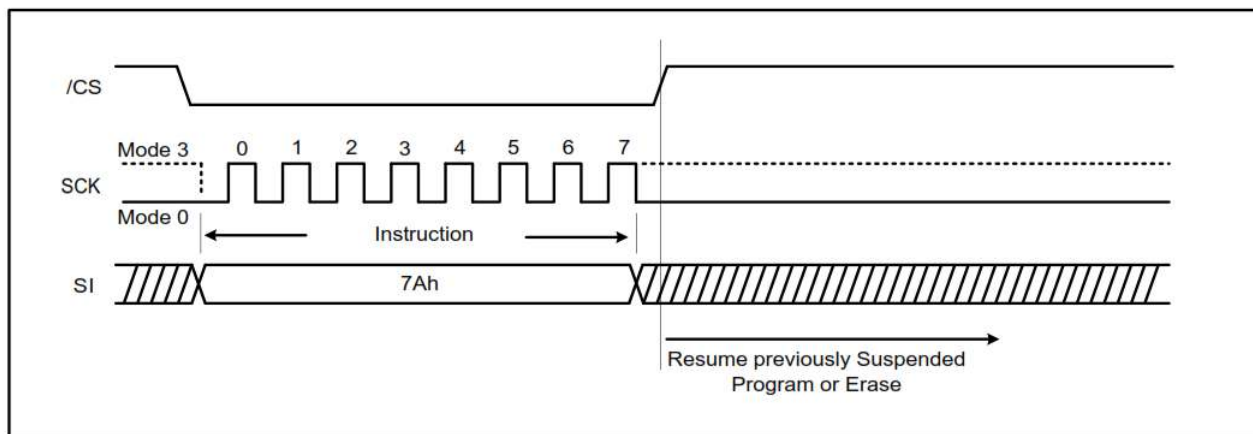 /CS
Mode 3
0 1 2 3 4 5 6 7
SCK
Mode 0
Instruction
SI
7Ah
Resume previously Suspended
Program or Erase